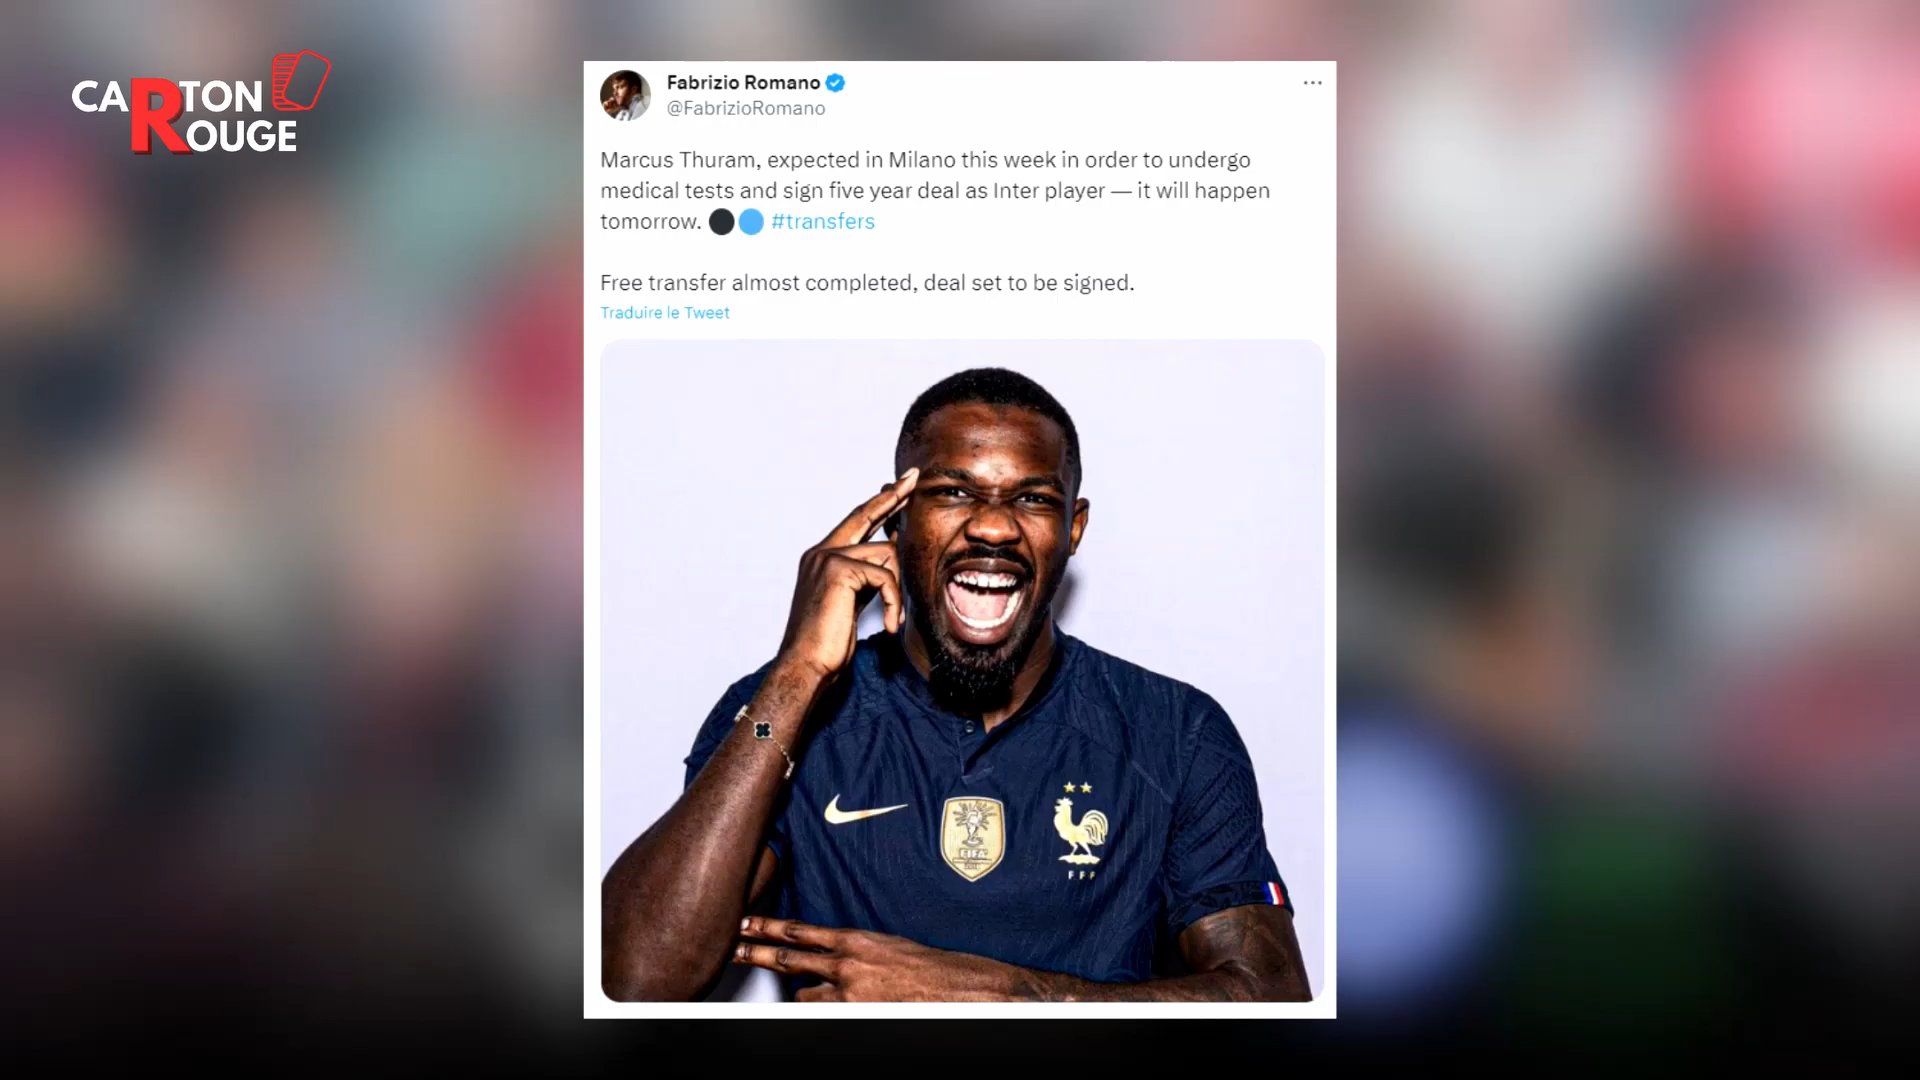 CARTON
ROUGE
Fabrizio Romano
@FabrizioRomano
Marcus Thuram, expected in Milano this week in order to undergo
medical tests and sign five year deal as Inter player — it will happen
tomorrow. ⚫🔵 #transfers
Free transfer almost completed, deal set to be signed.
Traduire le Tweet
FIFA
FFF